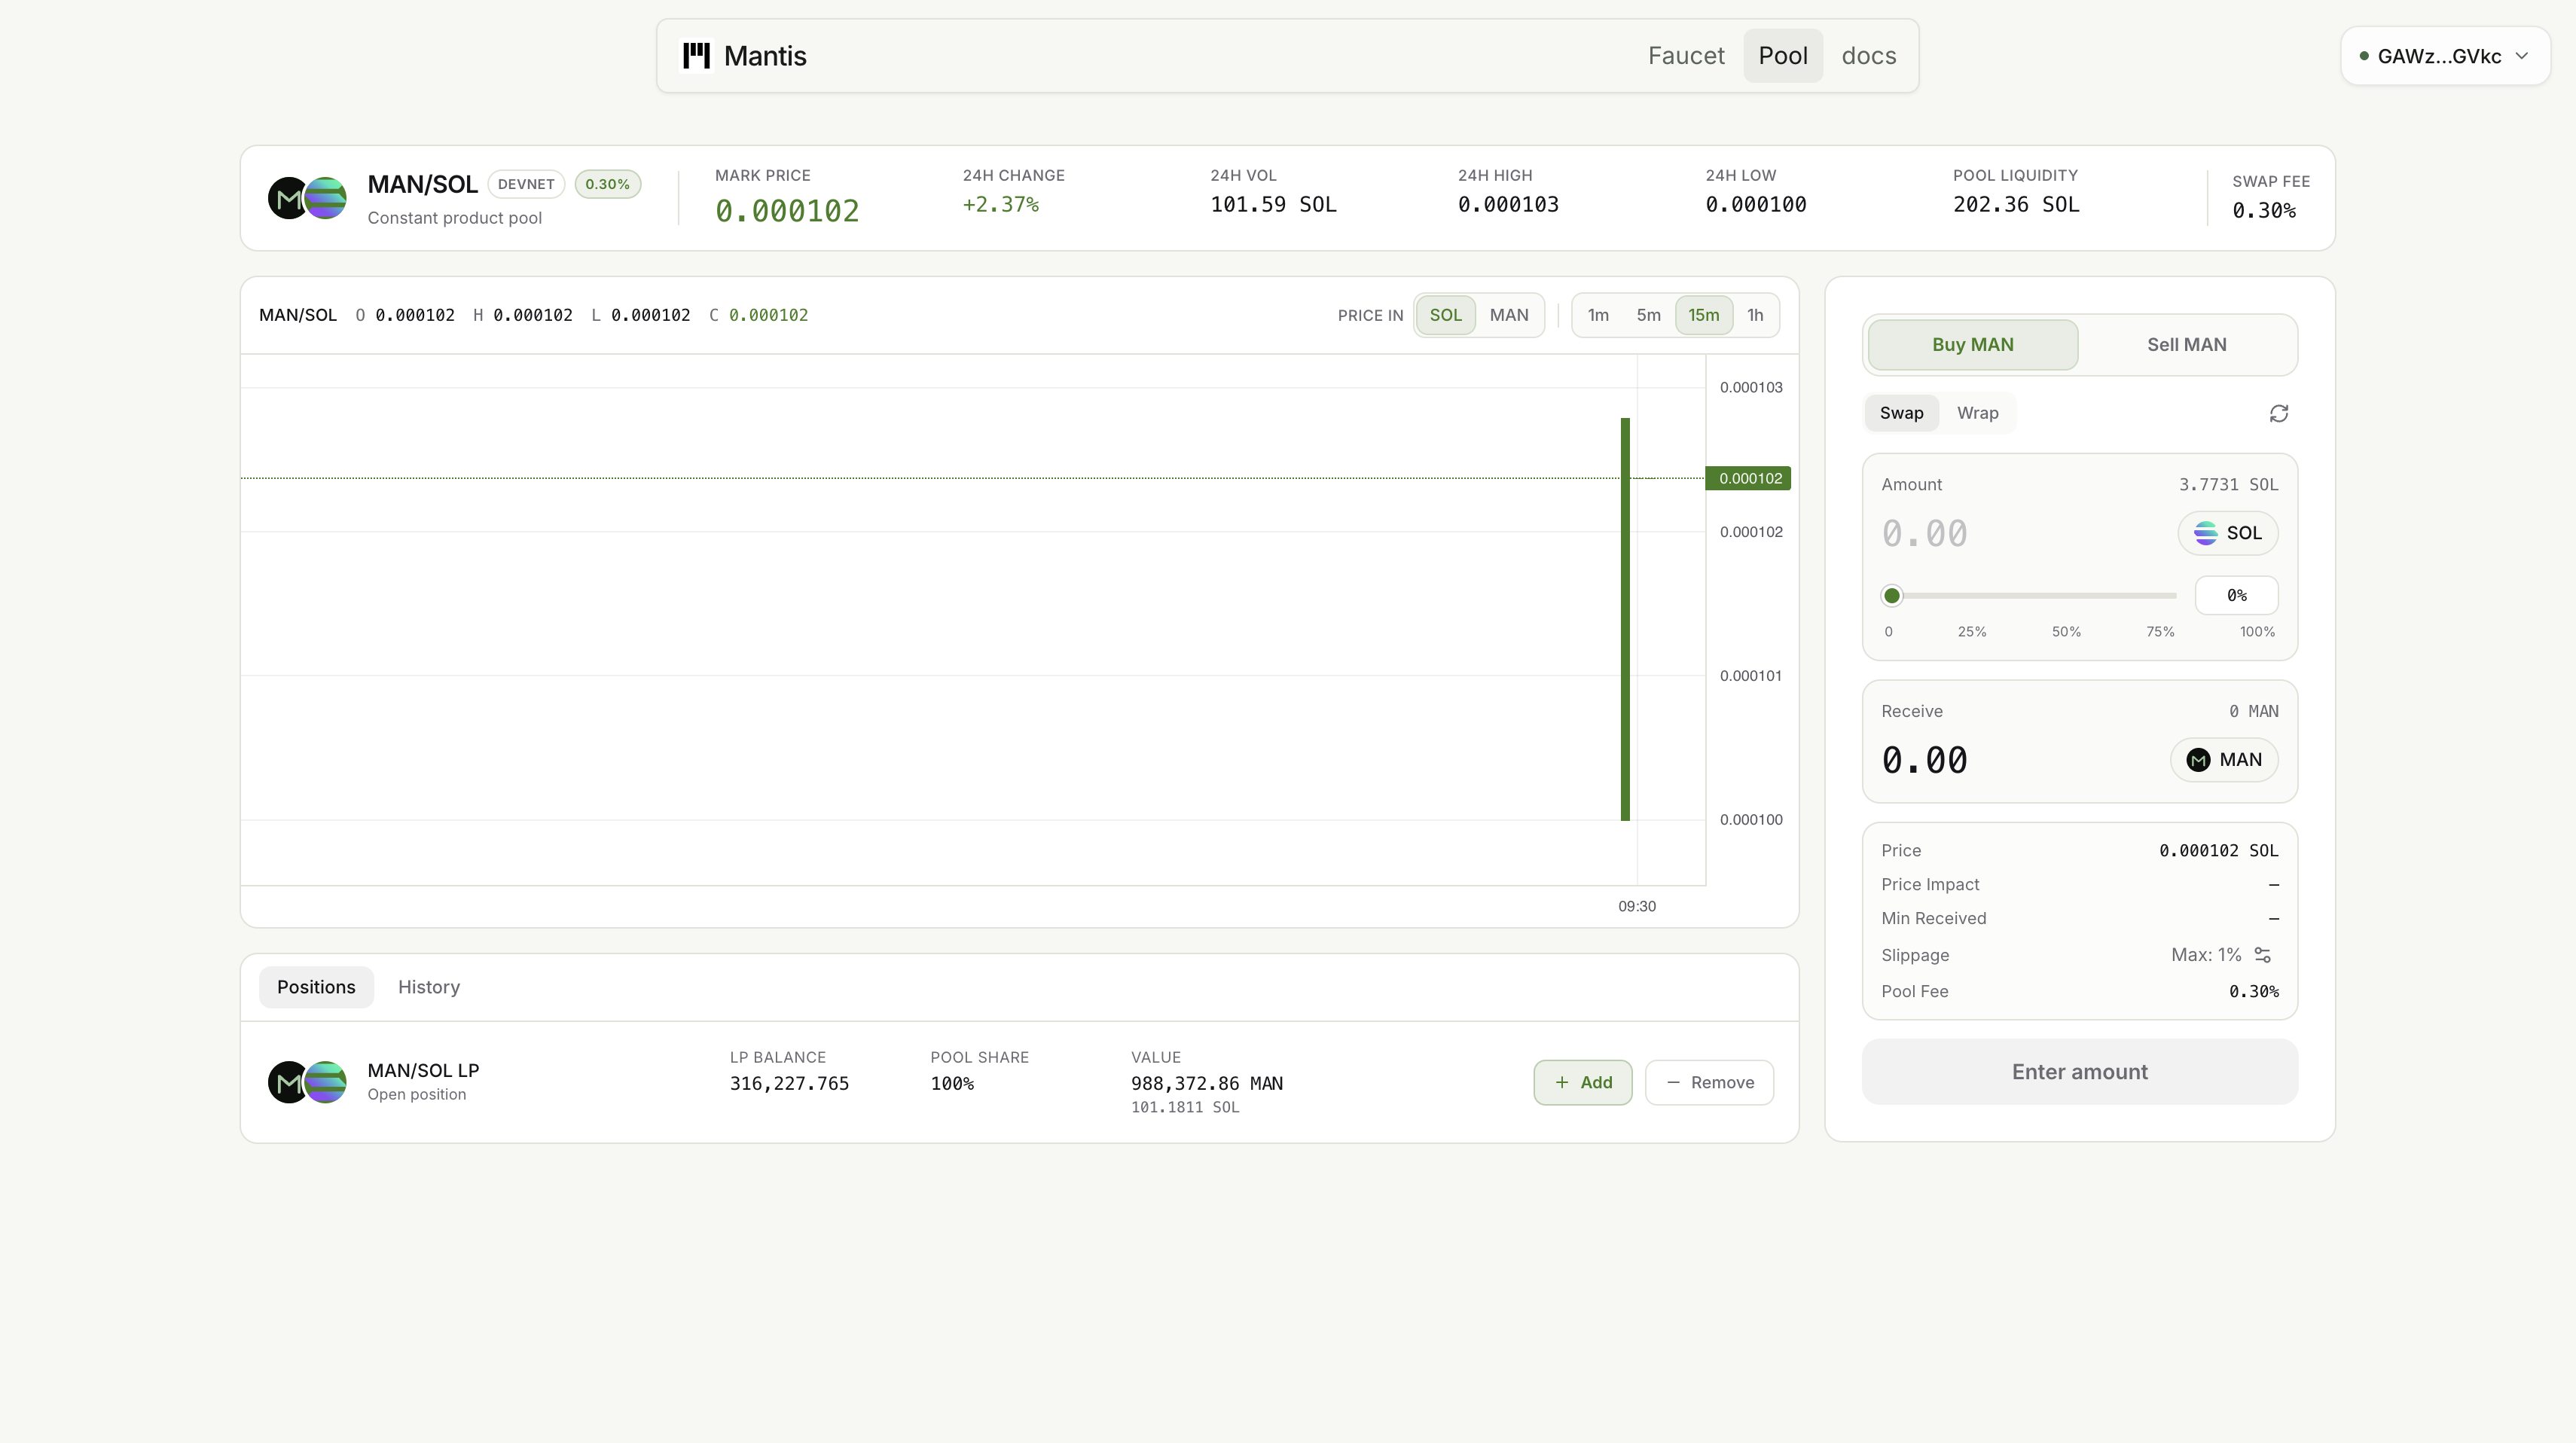 Mantis
Faucet Pool docs
GAWz...GVkc
MAN/SOL DEVNET 0.30%
Constant product pool
MARK PRICE
0.000102
24H CHANGE
+2.37%
24H VOL
101.59 SOL
24H HIGH
0.000103
24H LOW
0.000100
POOL LIQUIDITY
202.36 SOL
SWAP FEE
0.30%
MAN/SOL O 0.000102 H 0.000102 L 0.000102 C 0.000102
PRICE IN SOL MAN 1m 5m 15m 1h
0.000103
0.000102
0.000102
0.000101
0.000100
09:30
Positions History
MAN/SOL LP
Open position
LP BALANCE
316,227.765
POOL SHARE
100%
VALUE
988,372.86 MAN
101.1811 SOL
+ Add
− Remove
Buy MAN Sell MAN
Swap Wrap
Amount 3.7731 SOL
0.00 SOL
0%
0 25% 50% 75% 100%
Receive 0 MAN
0.00 MAN
Price 0.000102 SOL
Price Impact –
Min Received –
Slippage Max: 1%
Pool Fee 0.30%
Enter amount